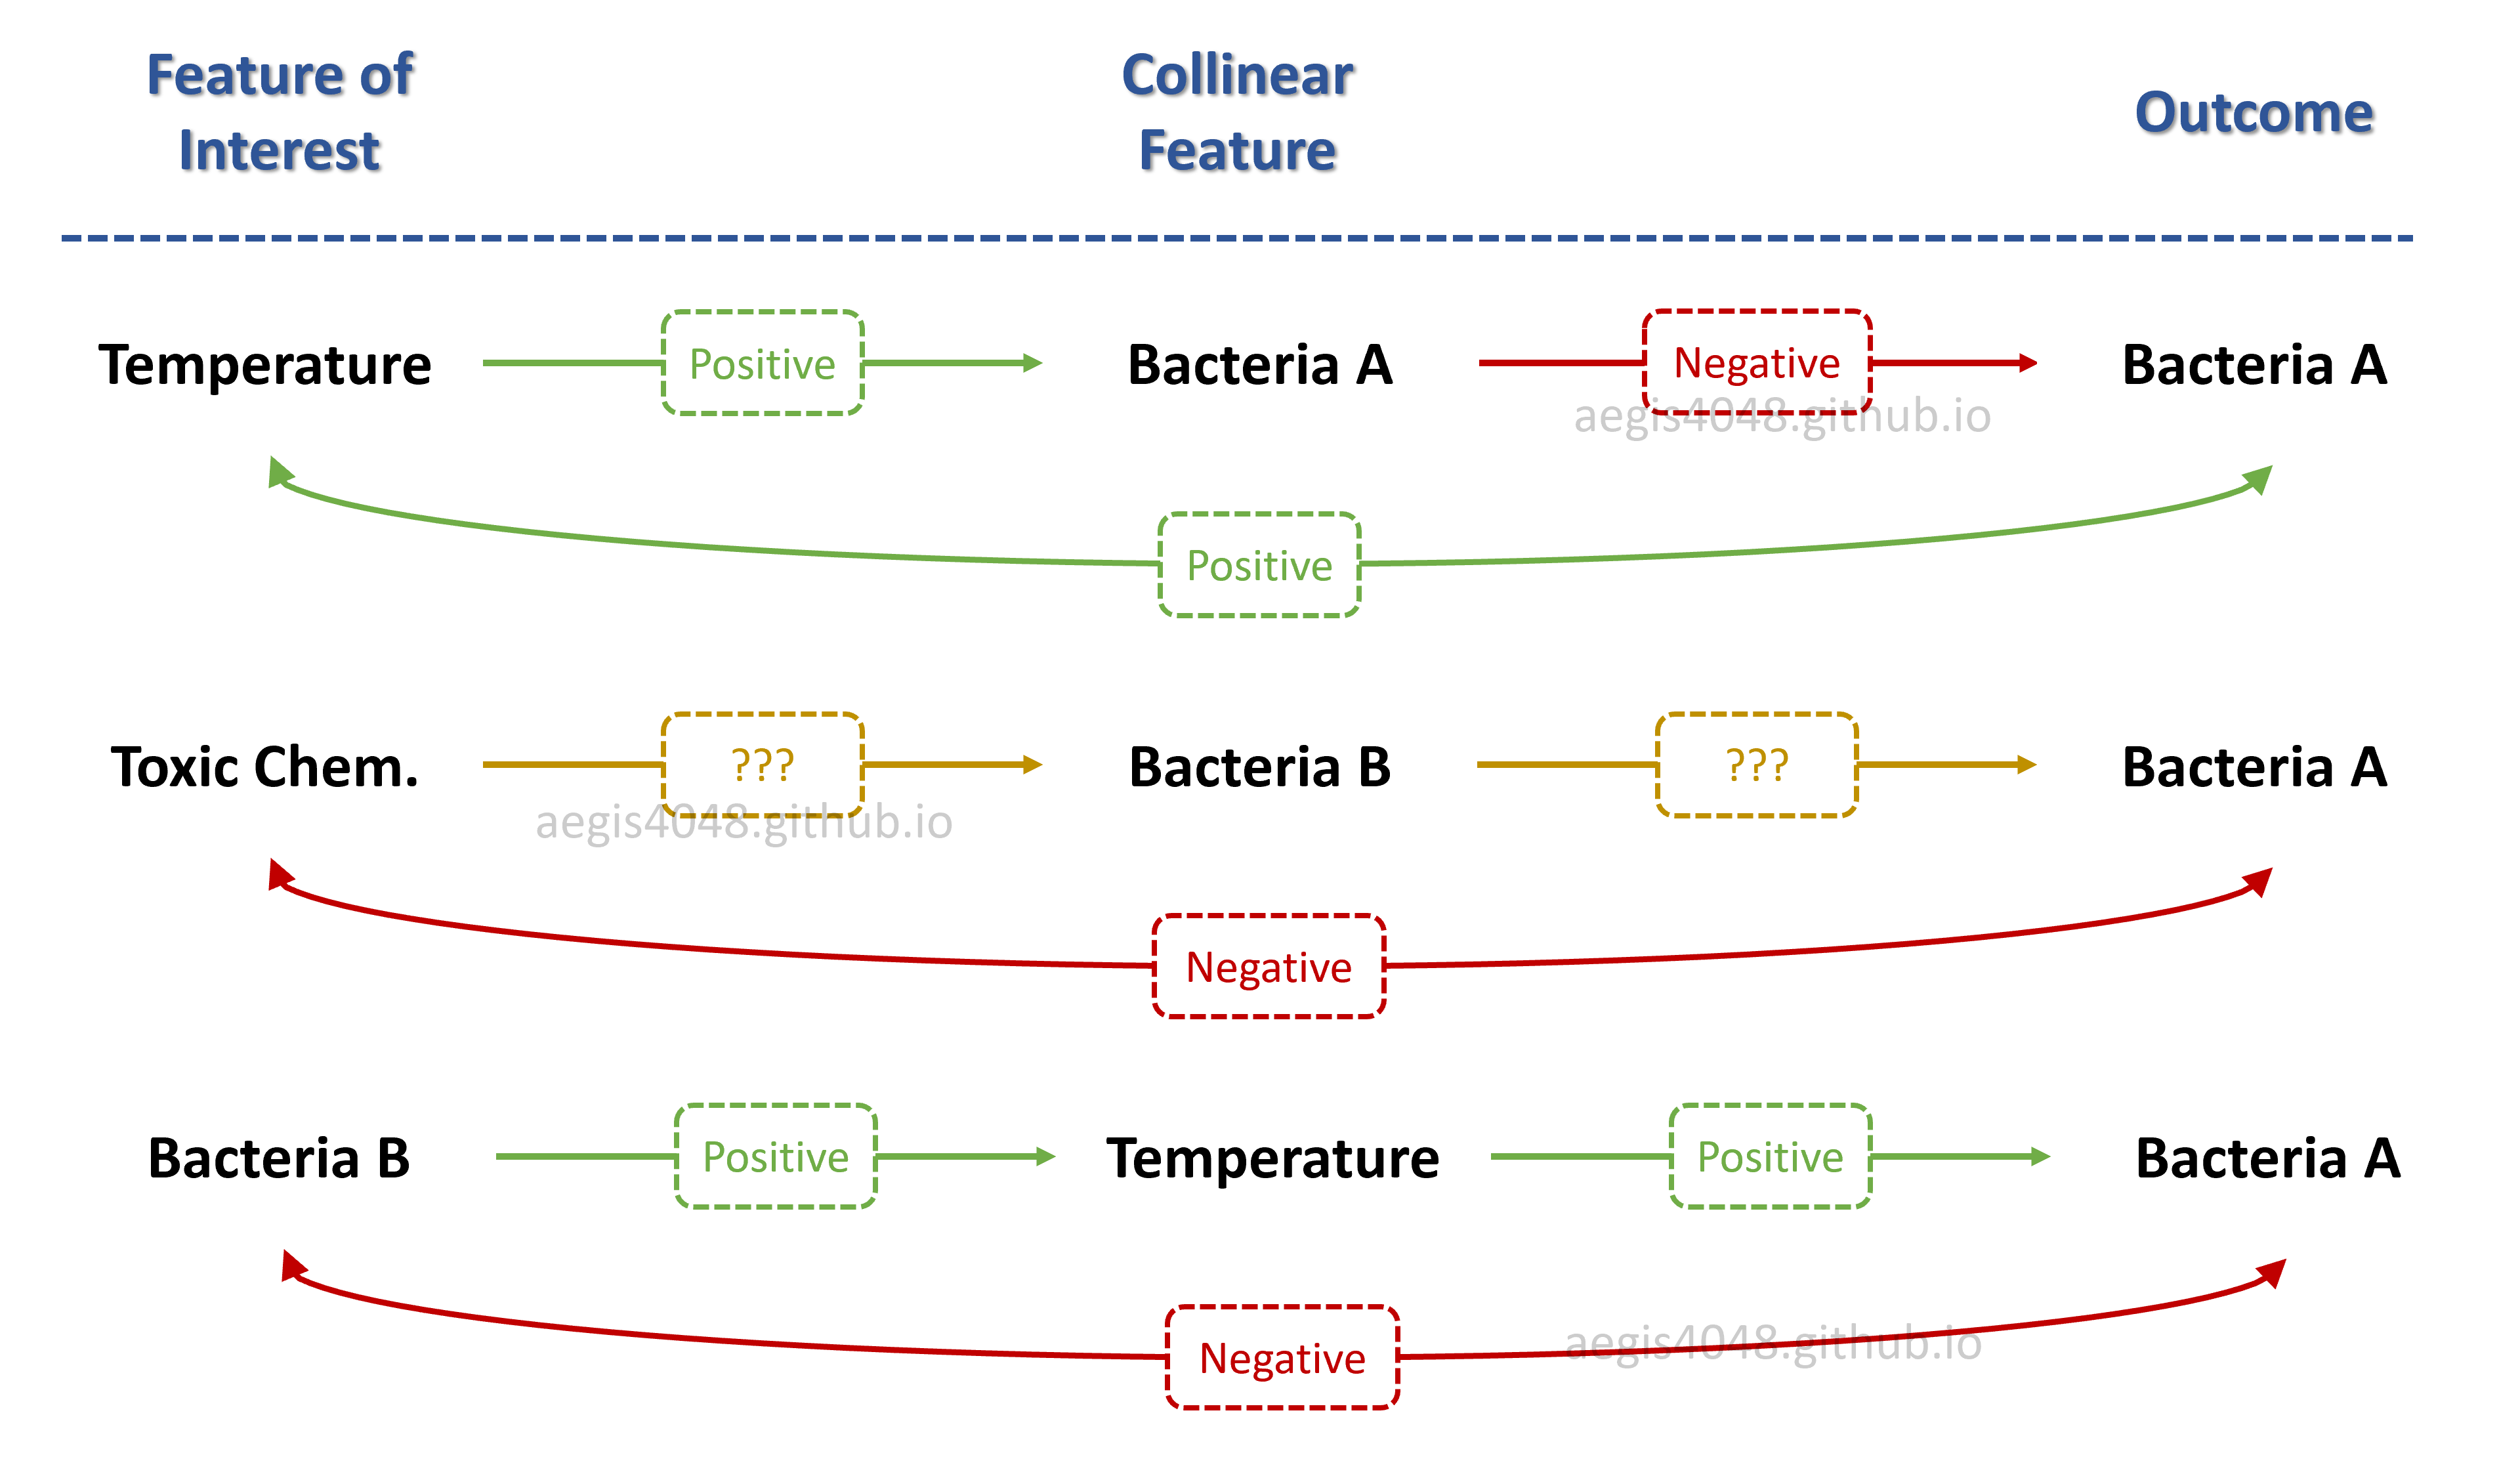 Feature of
Interest
Collinear
Feature
Outcome
Temperature
Positive
Bacteria A
Negative
Bacteria A
aegis4048.github.io
Positive
Toxic Chem.
???
Bacteria B
???
Bacteria A
aegis4048.github.io
Negative
Bacteria B
Positive
Temperature
Positive
Bacteria A
aegis4048.github.io
Negative